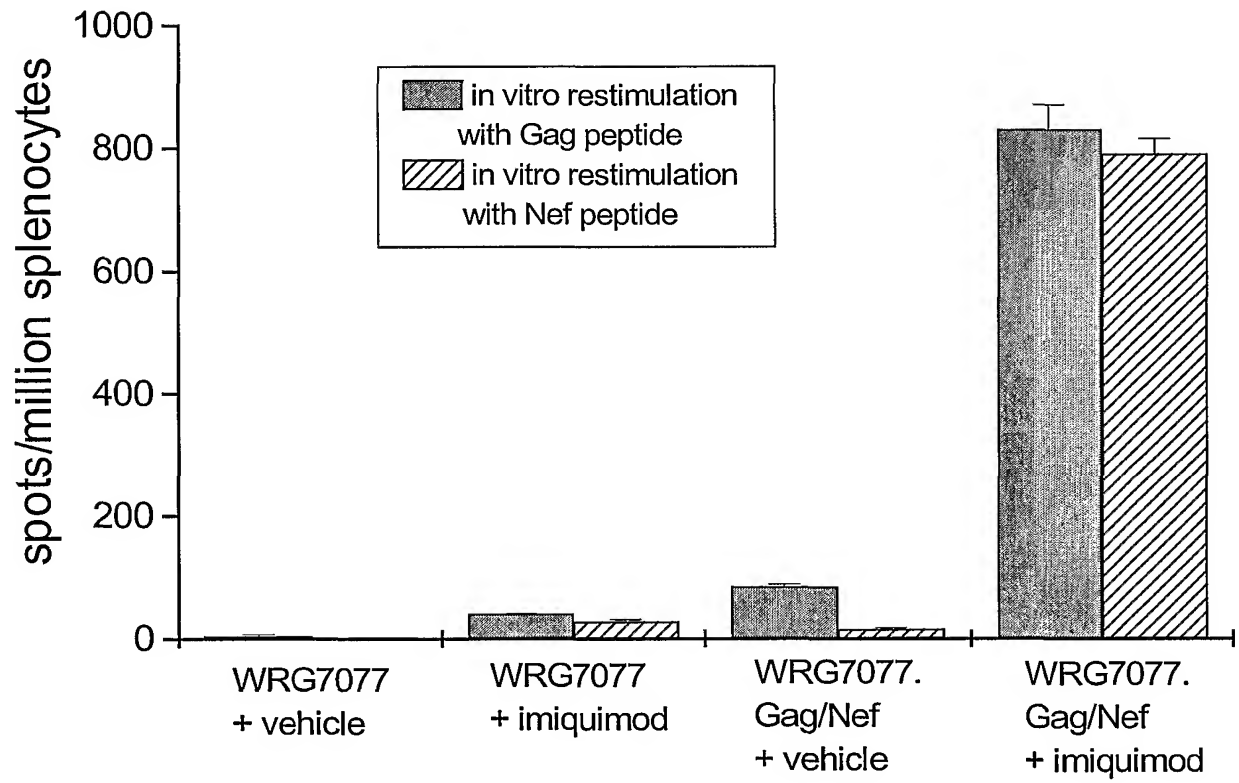 spots/million splenocytes
1000
800
600
400
200
0
in vitro restimulation
with Gag peptide
in vitro restimulation
with Nef peptide
WRG7077
+ vehicle
WRG7077
+ imiquimod
WRG7077.
Gag/Nef
+ vehicle
WRG7077.
Gag/Nef
+ imiquimod